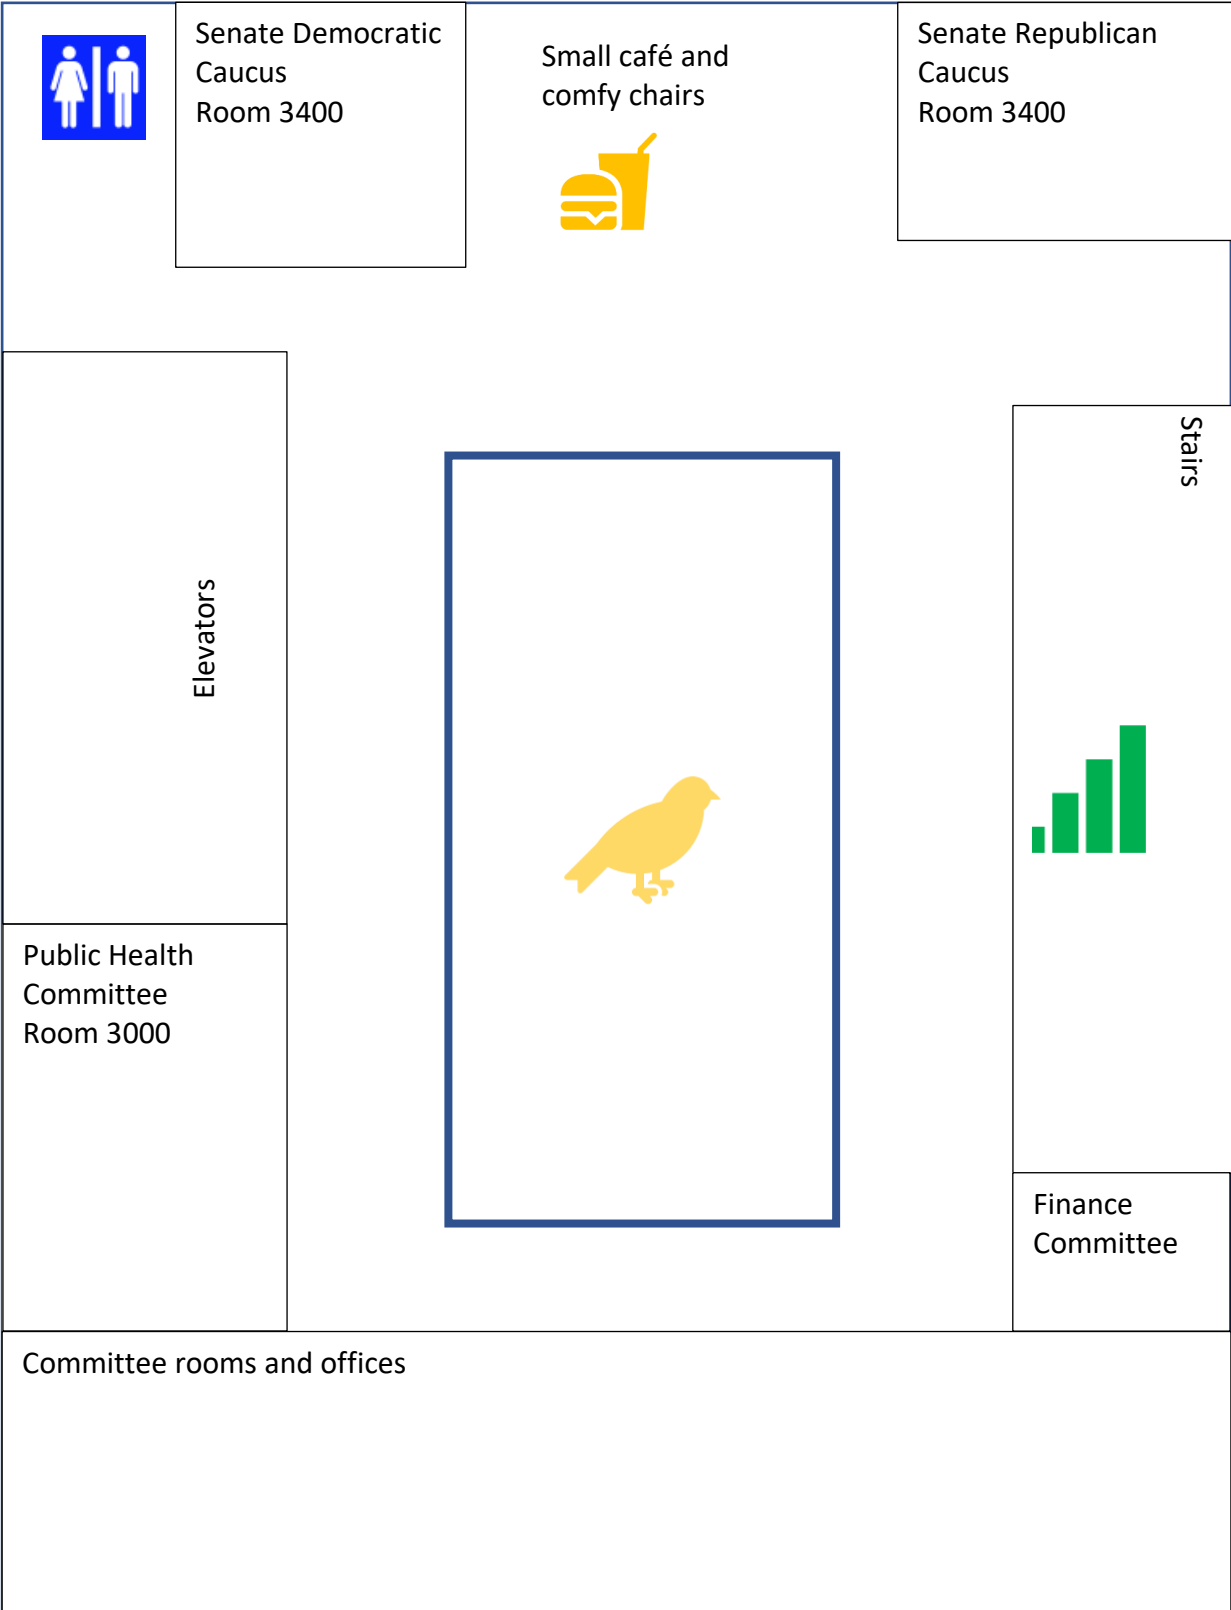 Senate Democratic
Caucus
Room 3400
Small café and
comfy chairs
Senate Republican
Caucus
Room 3400
Stairs
Elevators
Public Health
Committee
Room 3000
Finance
Committee
Committee rooms and offices